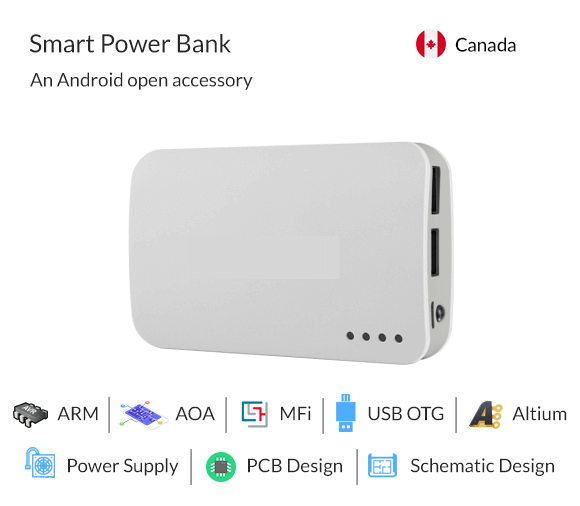 Smart Power Bank
Canada
An Android open accessory
ARM
AOA
MFi
USB OTG
Altium
Power Supply
PCB Design
Schematic Design